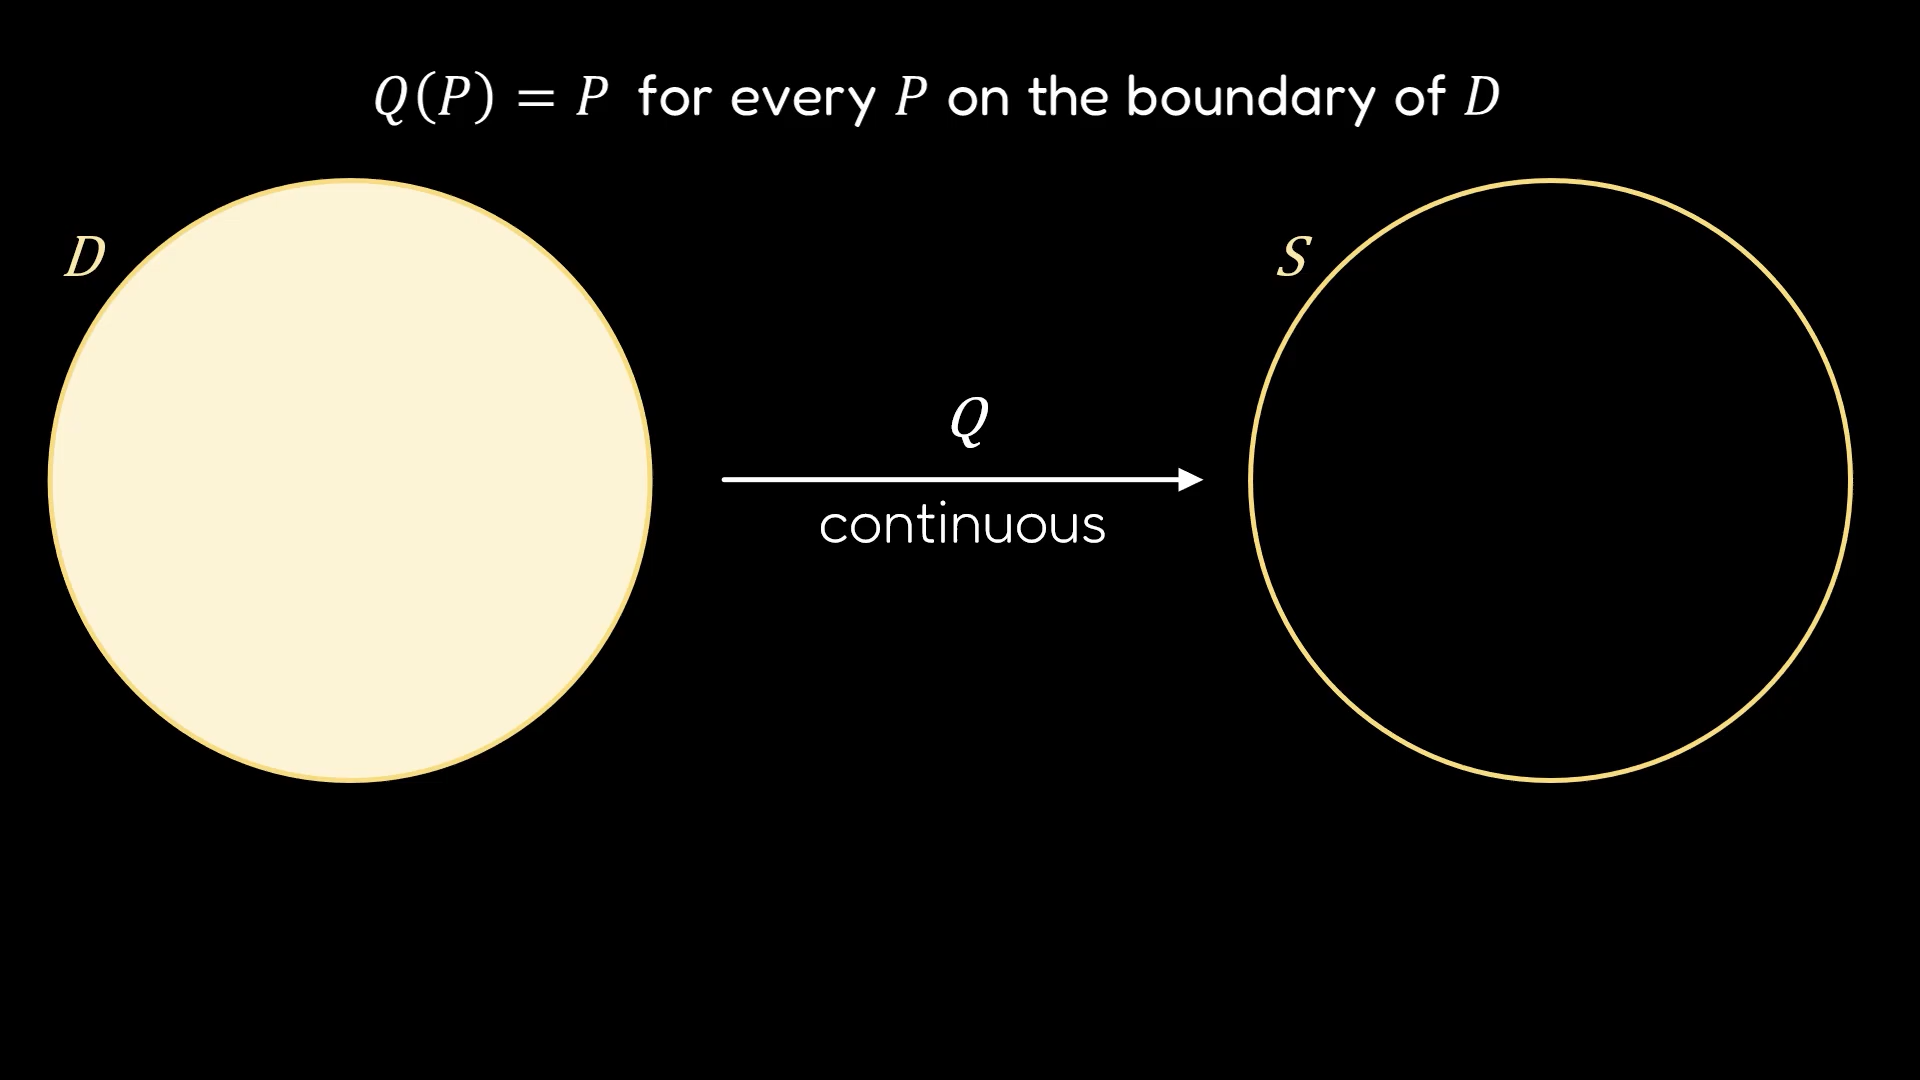 Q(P) = P for every P on the boundary of D
D
S
Q
continuous